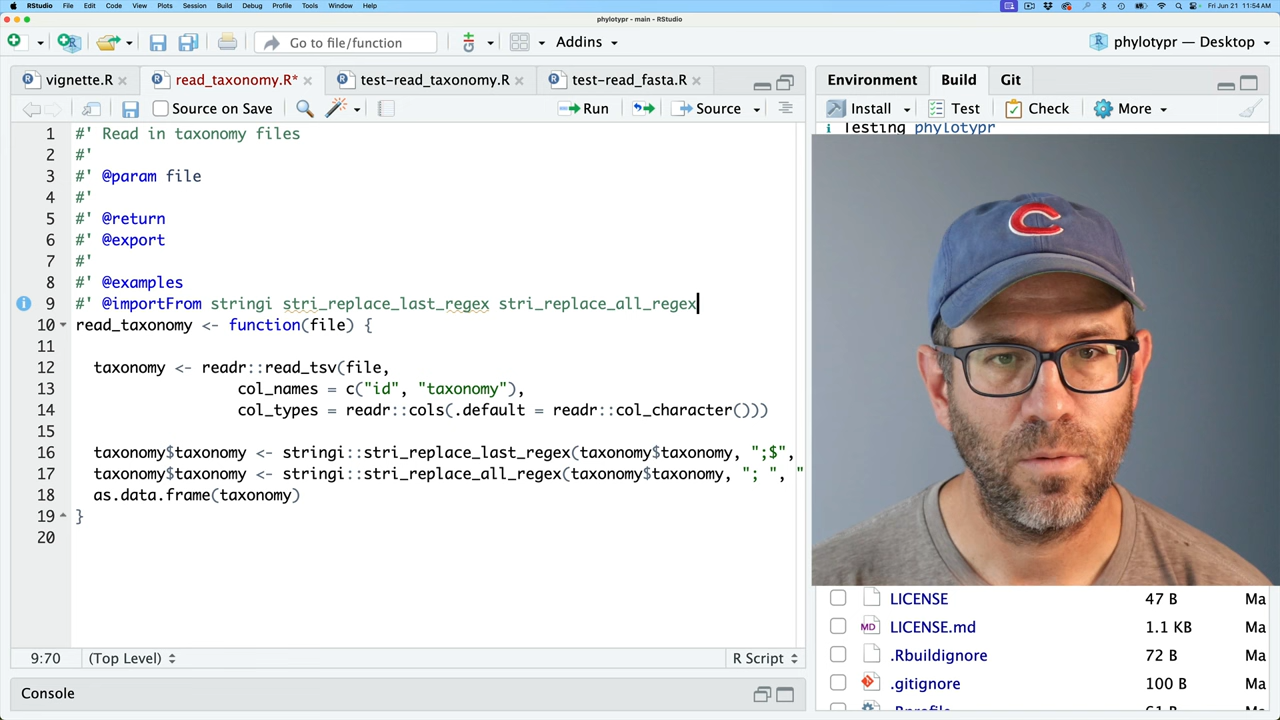 RStudio File Edit Code View Plots Session Build Debug Profile Tools Window Help Fri Jun 21 11:54 AM
phylotypr - main - RStudio
Go to file/function Addins phylotypr — Desktop
vignette.R read_taxonomy.R* test-read_taxonomy.R test-read_fasta.R Environment Build Git
Source on Save Run Source Install Test Check More
Testing phylotypr
1 #' Read in taxonomy files
2 #'
3 #' @param file
4 #'
5 #' @return
6 #' @export
7 #'
8 #' @examples
9 #' @importFrom stringi stri_replace_last_regex stri_replace_all_regex
10 read_taxonomy <- function(file) {
11
12 taxonomy <- readr::read_tsv(file,
13 col_names = c("id", "taxonomy"),
14 col_types = readr::cols(.default = readr::col_character()))
15
16 taxonomy$taxonomy <- stringi::stri_replace_last_regex(taxonomy$taxonomy, ";$",
17 taxonomy$taxonomy <- stringi::stri_replace_all_regex(taxonomy$taxonomy, "; ", "
18 as.data.frame(taxonomy)
19 }
20
C
LICENSE 47 B Ma
LICENSE.md 1.1 KB Ma
.Rbuildignore 72 B Ma
.gitignore 100 B Ma
9:70 (Top Level) R Script
Console